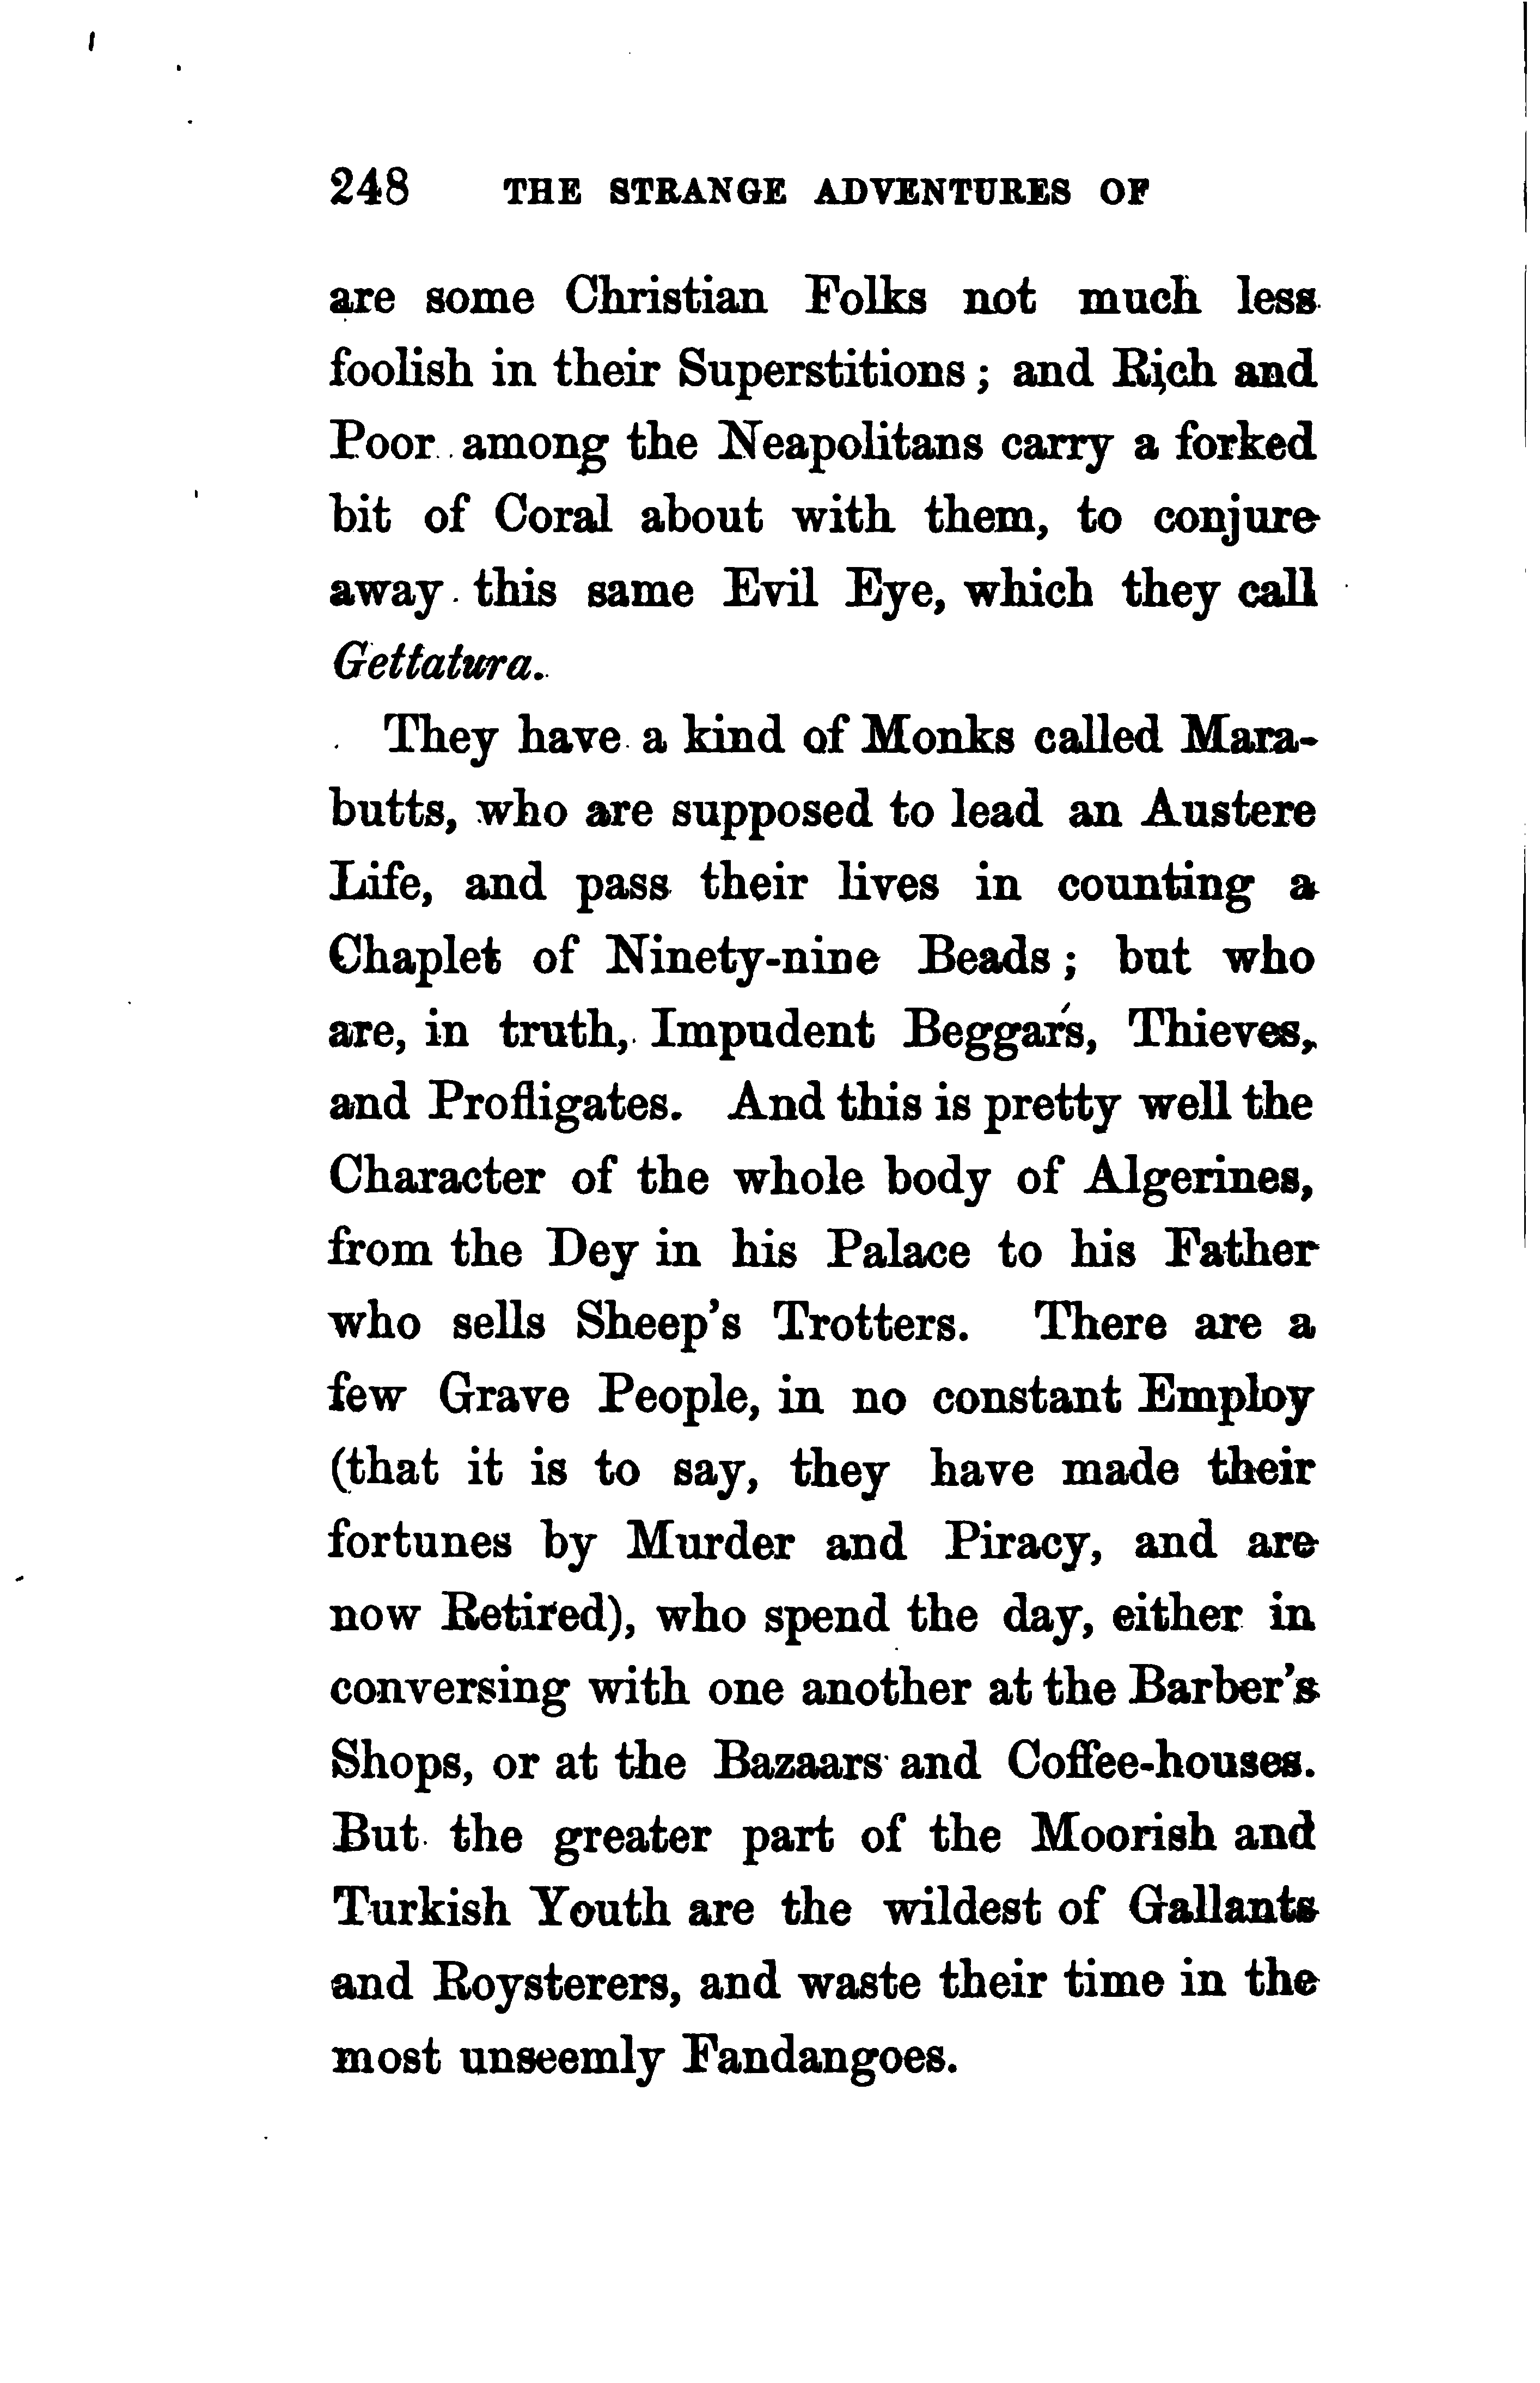 248 THE STRANGE ADVENTURES OF
are some Christian Folks not much less
foolish in their Superstitions; and Rich and
Poor among the Neapolitans carry a forked
bit of Coral about with them, to conjure
away this same Evil Eye, which they call
Gettatura.
They have a kind of Monks called Mara-
butts, who are supposed to lead an Austere
Life, and pass their lives in counting a
Chaplet of Ninety-nine Beads; but who
are, in truth, Impudent Beggars, Thieves,
and Profligates. And this is pretty well the
Character of the whole body of Algerines,
from the Dey in his Palace to his Father
who sells Sheep's Trotters. There are a
few Grave People, in no constant Employ
(that it is to say, they have made their
fortunes by Murder and Piracy, and are
now Retired), who spend the day, either in
conversing with one another at the Barber's
Shops, or at the Bazaars and Coffee-houses.
But the greater part of the Moorish and
Turkish Youth are the wildest of Gallants
and Roysterers, and waste their time in the
most unseemly Fandangoes.